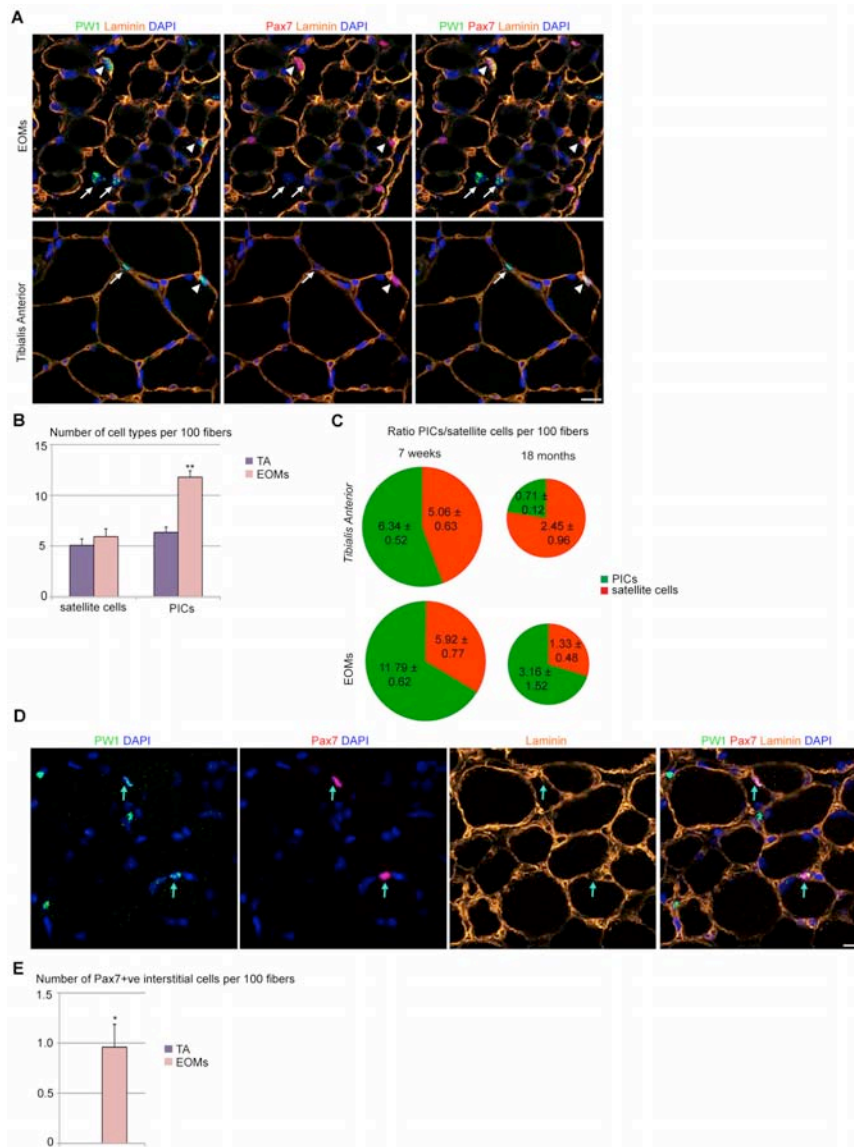 A
PW1 Laminin DAPI
Pax7 Laminin DAPI
PW1 Pax7 Laminin DAPI
EOMs
Tibialis Anterior
B
Number of cell types per 100 fibers
15
10
5
0
**
satellite cells
PICs
TA
EOMs
C
Ratio PICs/satellite cells per 100 fibers
7 weeks
18 months
Tibialis Anterior
6.34 ±
0.52
5.06 ±
0.63
0.71 ±
0.12
2.45 ±
0.96
PICs
satellite cells
EOMs
11.79 ±
0.62
5.92 ±
0.77
1.33 ±
0.48
3.16 ±
1.52
D
PW1 DAPI
Pax7 DAPI
Laminin
PW1 Pax7 Laminin DAPI
E
Number of Pax7+ve interstitial cells per 100 fibers
1.5
1.0
0.5
0
*
TA
EOMs